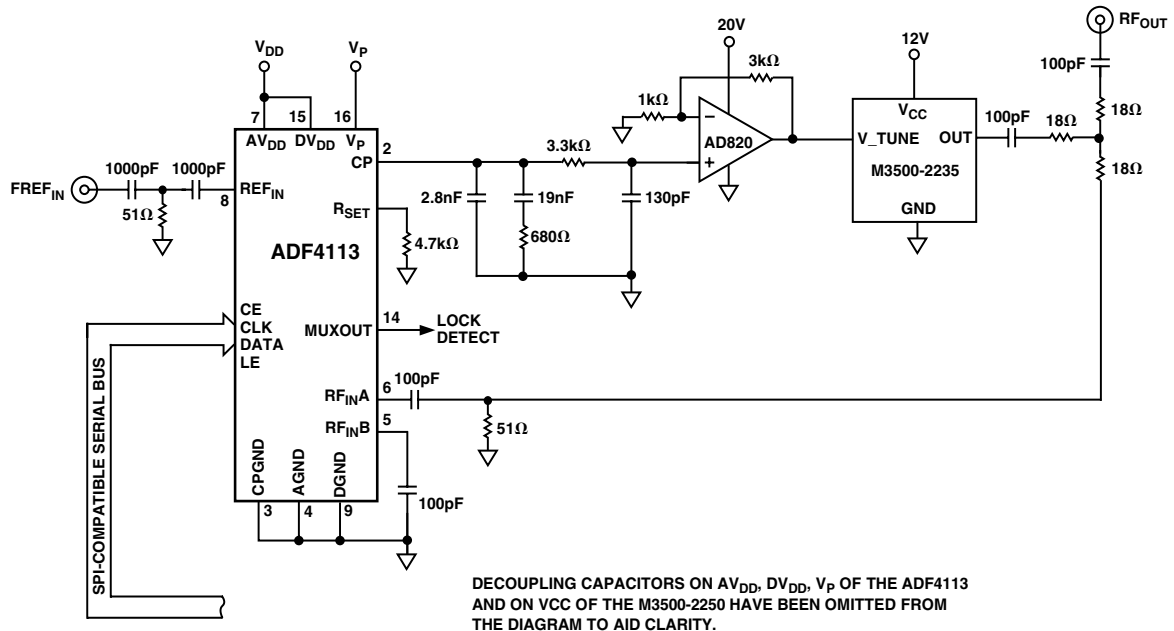 RFOUT
20V
VDD
VP
12V
3kΩ
100pF
1kΩ
18Ω
7
15
16
AVDD
DVDD
VP
VCC
100pF
18Ω
2
CP
3.3kΩ
AD820
V_TUNE
OUT
M3500-2235
18Ω
1000pF
1000pF
FREFIN
REFIN
8
51Ω
2.8nF
19nF
130pF
GND
RSET
680Ω
4.7kΩ
ADF4113
CE
CLK
DATA
LE
MUXOUT
14
LOCK
DETECT
SPI-COMPATIBLE SERIAL BUS
100pF
RFINA
6
RFINB
5
51Ω
CPGND
AGND
DGND
3
4
9
100pF
DECOUPLING CAPACITORS ON AVDD, DVDD, VP OF THE ADF4113
AND ON VCC OF THE M3500-2250 HAVE BEEN OMITTED FROM
THE DIAGRAM TO AID CLARITY.